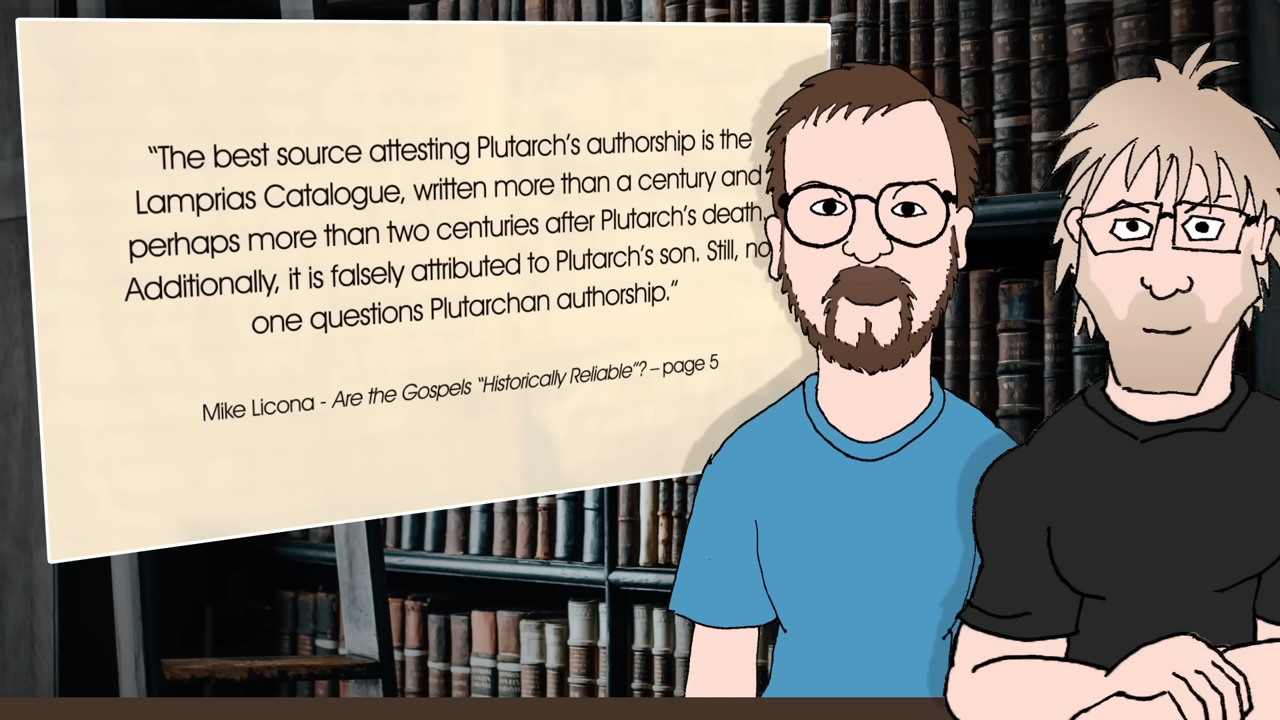 “The best source attesting Plutarch’s authorship is the
Lamprias Catalogue, written more than a century and
perhaps more than two centuries after Plutarch’s death.
Additionally, it is falsely attributed to Plutarch’s son. Still, no
one questions Plutarchan authorship.”
Mike Licona - Are the Gospels “Historically Reliable”? – page 5